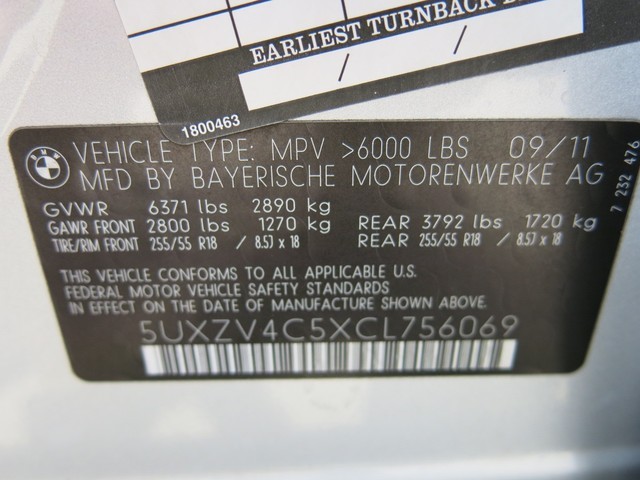 EARLIEST TURNBACK
/ /
1800463
BMW
VEHICLE TYPE: MPV >6000 LBS 09/11
MFD BY BAYERISCHE MOTORENWERKE AG
GVWR 6371 lbs 2890 kg
GAWR FRONT 2800 lbs 1270 kg REAR 3792 lbs 1720 kg
TIRE/RIM FRONT 255/55 R18 / 8.5J x 18 REAR 255/55 R18 / 8.5J x 18
THIS VEHICLE CONFORMS TO ALL APPLICABLE U.S.
FEDERAL MOTOR VEHICLE SAFETY STANDARDS
IN EFFECT ON THE DATE OF MANUFACTURE SHOWN ABOVE.
5UXZV4C5XCL756069
7 232 476